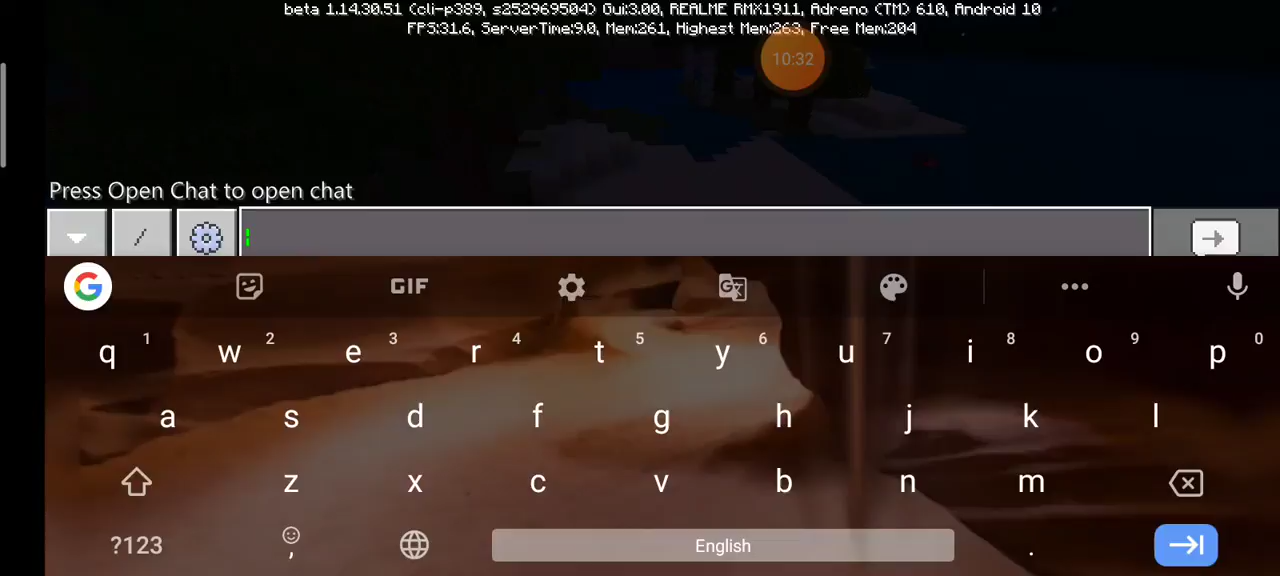 beta 1.14.30.51 (cli-p389, s252969504) Gui:3.00, REALME RMX1911, Adreno (TM) 610, Android 10
FPS:31.6, ServerTime:9.0, Mem:261, Highest Mem:263, Free Mem:204
10:32
Press Open Chat to open chat
/
G GIF G
q 1 w 2 e 3 r 4 t 5 y 6 u 7 i 8 o 9 p 0
a s d f g h j k l
z x c v b n m
?123 , English .